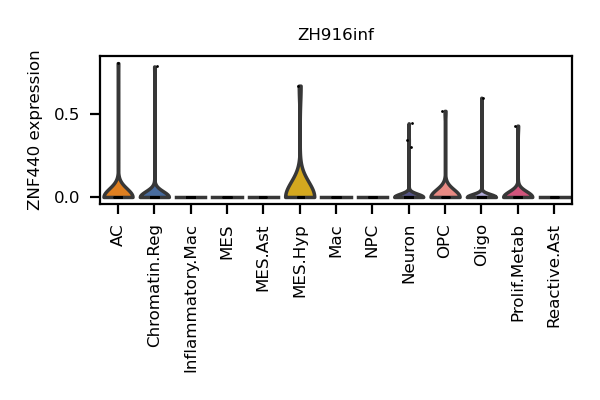 ZH916inf
ZNF440 expression
0.5
0.0
AC
Chromatin.Reg
Inflammatory.Mac
MES
MES.Ast
MES.Hyp
Mac
NPC
Neuron
OPC
Oligo
Prolif.Metab
Reactive.Ast